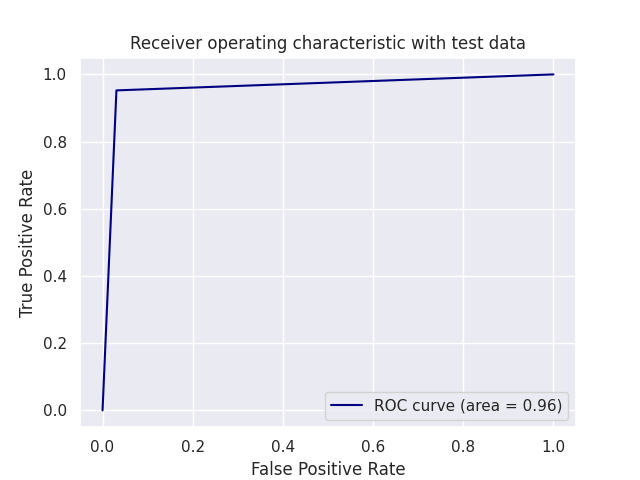 Receiver operating characteristic with test data
1.0
0.8
0.6
0.4
0.2
0.0
True Positive Rate
ROC curve (area = 0.96)
0.0 0.2 0.4 0.6 0.8 1.0
False Positive Rate